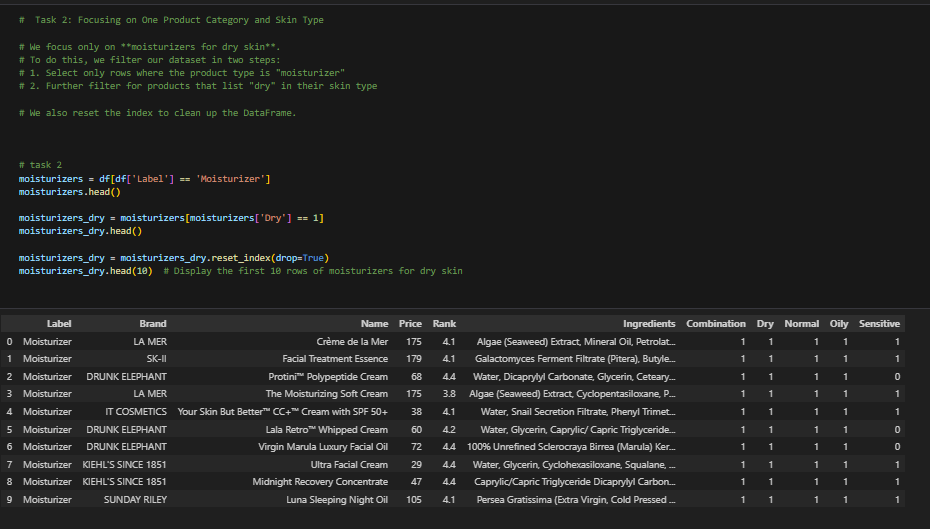 #  Task 2: Focusing on One Product Category and Skin Type
# We focus only on **moisturizers for dry skin**.
# To do this, we filter our dataset in two steps:
# 1. Select only rows where the product type is "moisturizer"
# 2. Further filter for products that list "dry" in their skin type
# We also reset the index to clean up the DataFrame.
# task 2
moisturizers = df[df['Label'] == 'Moisturizer']
moisturizers.head()
moisturizers_dry = moisturizers[moisturizers['Dry'] == 1]
moisturizers_dry.head()
moisturizers_dry = moisturizers_dry.reset_index(drop=True)
moisturizers_dry.head(10)  # Display the first 10 rows of moisturizers for dry skin
Label Brand Name Price Rank Ingredients Combination Dry Normal Oily Sensitive
0 Moisturizer LA MER Crème de la Mer 175 4.1 Algae (Seaweed) Extract, Mineral Oil, Petrolat... 1 1 1 1 1
1 Moisturizer SK-II Facial Treatment Essence 179 4.1 Galactomyces Ferment Filtrate (Pitera), Butyle... 1 1 1 1 1
2 Moisturizer DRUNK ELEPHANT Protini™ Polypeptide Cream 68 4.4 Water, Dicaprylyl Carbonate, Glycerin, Ceteary... 1 1 1 1 0
3 Moisturizer LA MER The Moisturizing Soft Cream 175 3.8 Algae (Seaweed) Extract, Cyclopentasiloxane, P... 1 1 1 1 1
4 Moisturizer IT COSMETICS Your Skin But Better™ CC+™ Cream with SPF 50+ 38 4.1 Water, Snail Secretion Filtrate, Phenyl Trimet... 1 1 1 1 1
5 Moisturizer DRUNK ELEPHANT Lala Retro™ Whipped Cream 60 4.2 Water, Glycerin, Caprylic/ Capric Triglyceride... 1 1 1 1 0
6 Moisturizer DRUNK ELEPHANT Virgin Marula Luxury Facial Oil 72 4.4 100% Unrefined Sclerocraya Birrea (Marula) Ker... 1 1 1 1 0
7 Moisturizer KIEHL'S SINCE 1851 Ultra Facial Cream 29 4.4 Water, Glycerin, Cyclohexasiloxane, Squalane, ... 1 1 1 1 1
8 Moisturizer KIEHL'S SINCE 1851 Midnight Recovery Concentrate 47 4.4 Caprylic/Capric Triglyceride Dicaprylyl Carbon... 1 1 1 1 1
9 Moisturizer SUNDAY RILEY Luna Sleeping Night Oil 105 4.1 Persea Gratissima (Extra Virgin, Cold Pressed ... 1 1 1 1 1